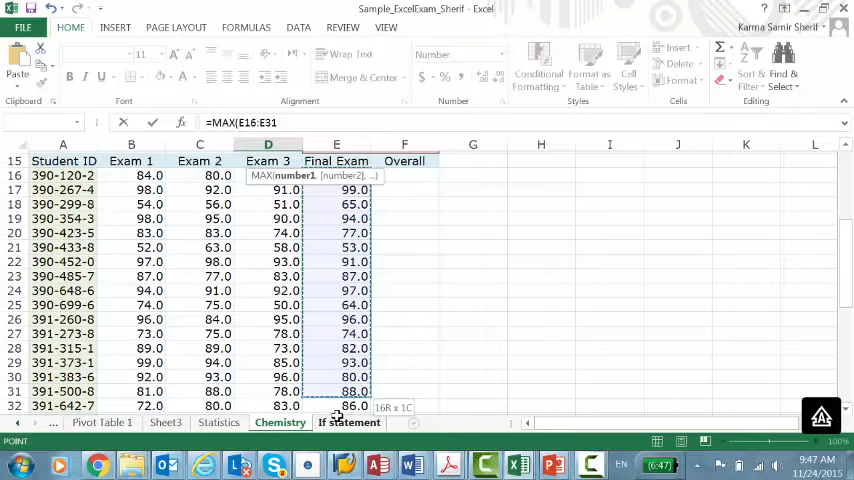 Sample_ExcelExam_Sherif - Excel
FILE HOME INSERT PAGE LAYOUT FORMULAS DATA REVIEW VIEW Karma Samir Sherif
Paste 11 Wrap Text Number Conditional Formatting Format as Table Cell Styles Insert Sort & Filter Find & Select
B I U Merge & Center $ % Delete Format
Clipboard Font Alignment Number Styles Cells Editing
=MAX(E16:E31
A B C D E F G H I J K L
15 Student ID Exam 1 Exam 2 Exam 3 Final Exam Overall
16 390-120-2 84.0 80.0
MAX(number1, [number2], ...)
17 390-267-4 98.0 92.0 91.0 99.0
18 390-299-8 54.0 56.0 51.0 65.0
19 390-354-3 98.0 95.0 90.0 94.0
20 390-423-5 83.0 83.0 74.0 77.0
21 390-433-8 52.0 63.0 58.0 53.0
22 390-452-0 97.0 98.0 93.0 91.0
23 390-485-7 87.0 77.0 83.0 87.0
24 390-648-6 94.0 91.0 92.0 97.0
25 390-699-6 74.0 75.0 50.0 64.0
26 391-260-8 96.0 84.0 95.0 96.0
27 391-273-8 73.0 75.0 78.0 74.0
28 391-315-1 89.0 89.0 73.0 82.0
29 391-373-1 99.0 94.0 85.0 93.0
30 391-383-6 92.0 93.0 96.0 80.0
31 391-500-8 81.0 88.0 78.0 88.0
32 391-642-7 72.0 80.0 83.0 86.0
16R x 1C
... Pivot Table 1 Sheet3 Statistics Chemistry If statement
POINT 100%
EN (6:47) 9:47 AM
11/24/2015